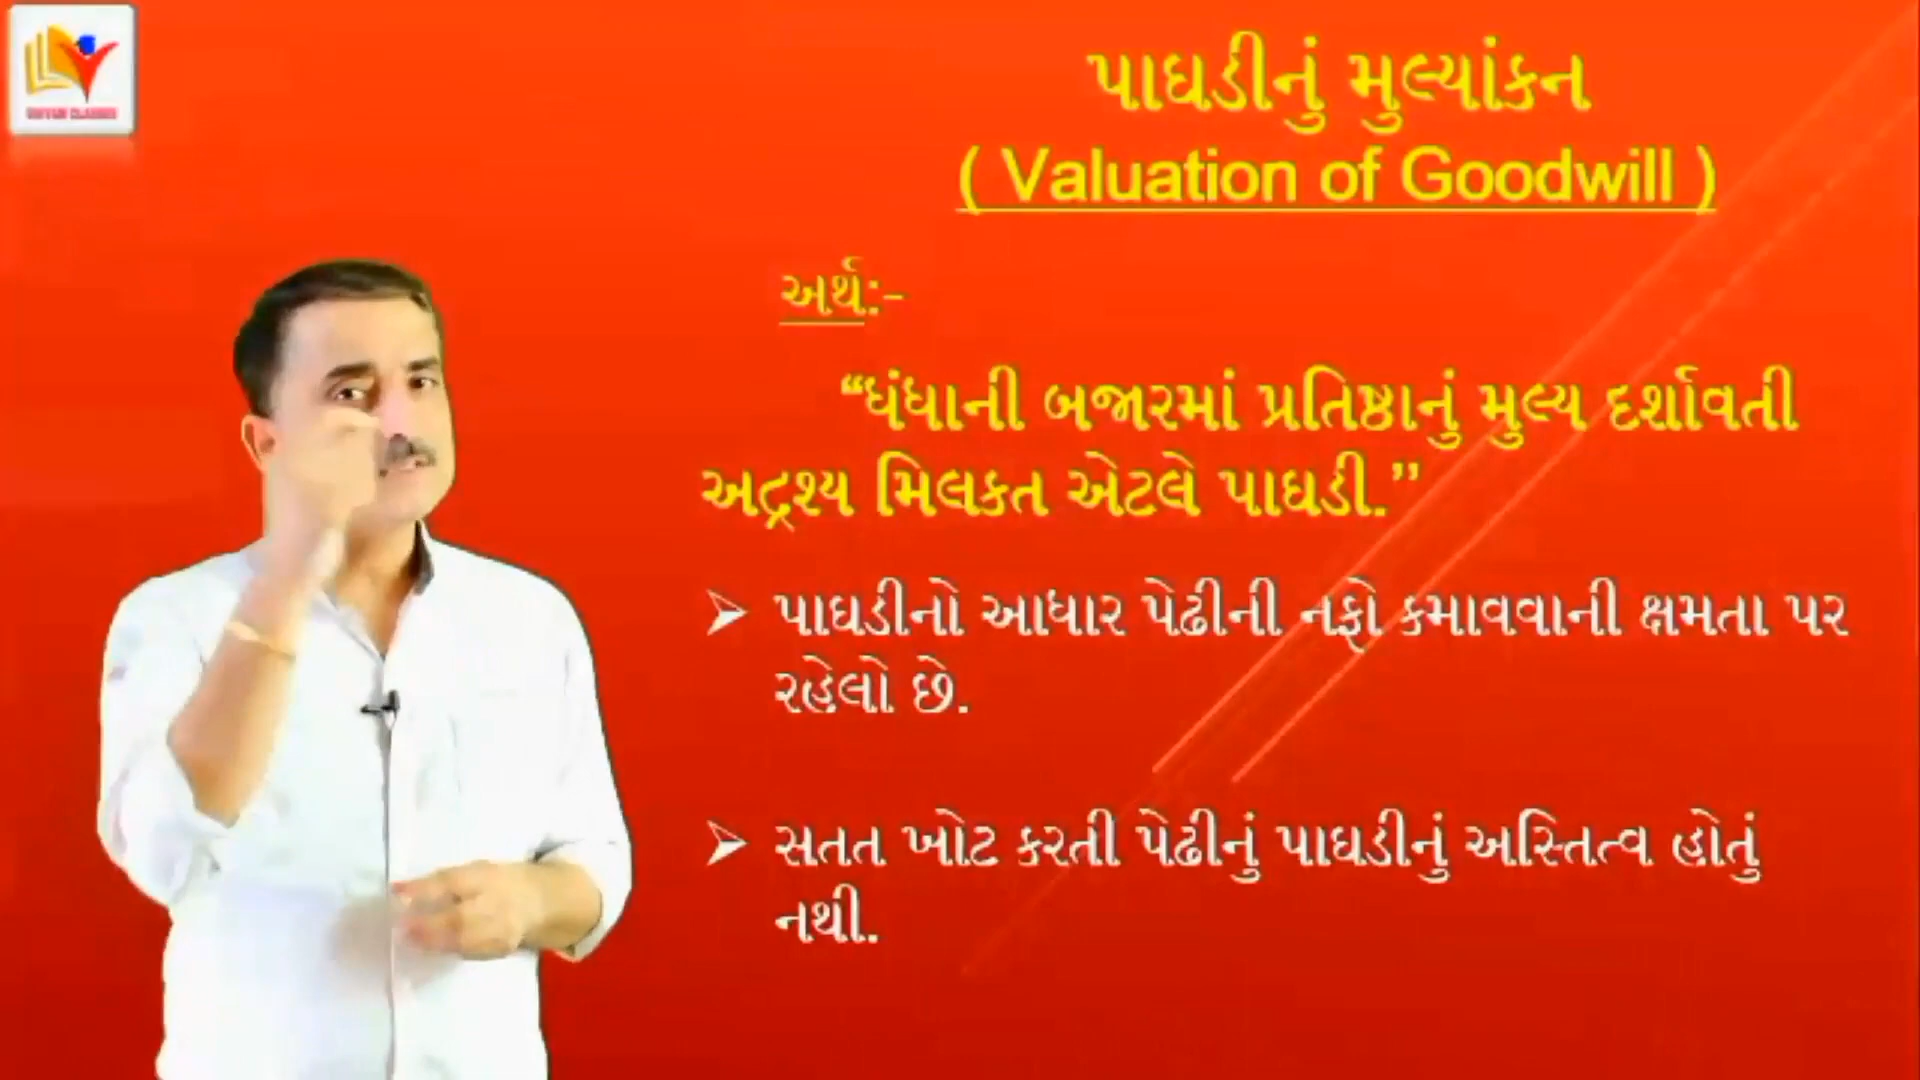 પાઘડીનું મુલ્યાંકન
( Valuation of Goodwill )
અર્થ:-
“ધંધાની બજારમાં પ્રતિષ્ઠાનું મુલ્ય દર્શાવતી
અદ્રશ્ય મિલકત એટલે પાઘડી.”
➤ પાઘડીનો આધાર પેઢીની નફો કમાવવાની ક્ષમતા પર
રહેલો છે.
➤ સતત ખોટ કરતી પેઢીનું પાઘડીનું અસ્તિત્વ હોતું
નથી.